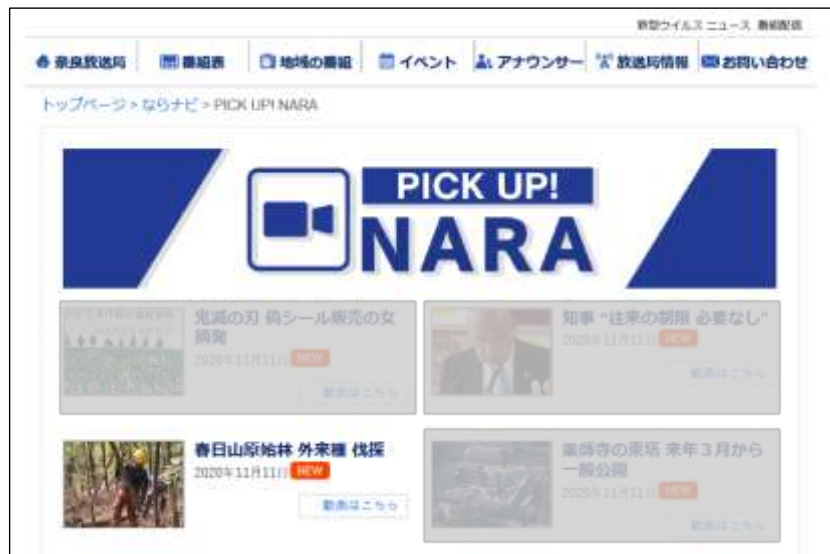 新型ウイルス ニュース 番組配信
奈良放送局 番組表 地域の番組 イベント アナウンサー 放送局情報 お問い合わせ
トップページ > ならナビ > PICK UP! NARA
PICK UP!
NARA
鬼滅の刃 偽シール販売の女
摘発
2020年11月11日 NEW
動画はこちら
知事 “往来の制限 必要なし”
2020年11月11日 NEW
動画はこちら
春日山原始林 外来種 伐採
2020年11月11日 NEW
動画はこちら
薬師寺の東塔 来年3月から
一般公開
2020年11月11日 NEW
動画はこちら